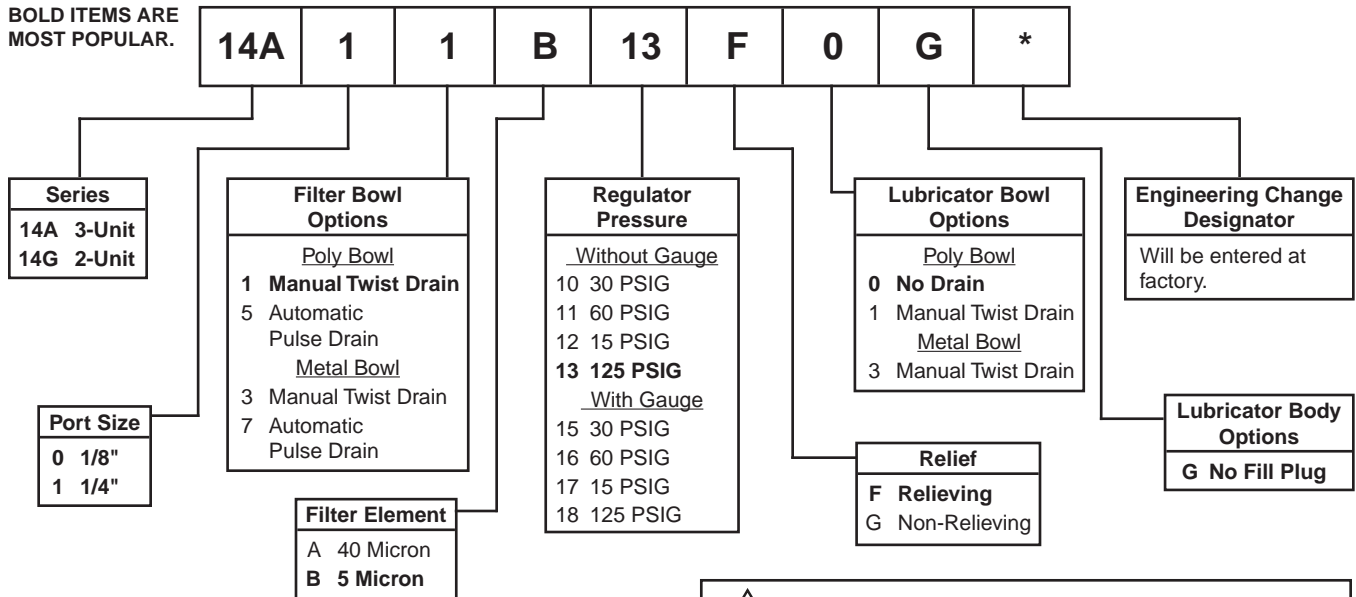 BOLD ITEMS ARE
MOST POPULAR.
14A 1 1 B 13 F 0 G *
Series
14A 3-Unit
14G 2-Unit
Port Size
0 1/8"
1 1/4"
Filter Bowl
Options
Poly Bowl
1 Manual Twist Drain
5 Automatic
Pulse Drain
Metal Bowl
3 Manual Twist Drain
7 Automatic
Pulse Drain
Filter Element
A 40 Micron
B 5 Micron
Regulator
Pressure
Without Gauge
10 30 PSIG
11 60 PSIG
12 15 PSIG
13 125 PSIG
With Gauge
15 30 PSIG
16 60 PSIG
17 15 PSIG
18 125 PSIG
Relief
F Relieving
G Non-Relieving
Lubricator Bowl
Options
Poly Bowl
0 No Drain
1 Manual Twist Drain
Metal Bowl
3 Manual Twist Drain
Lubricator Body
Options
G No Fill Plug
Engineering Change
Designator
Will be entered at
factory.